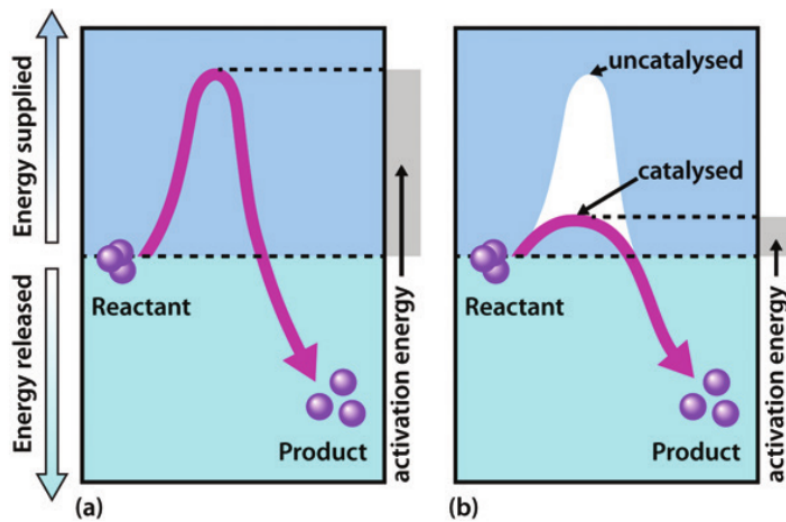 Energy supplied
Energy released
Reactant
Product
activation energy
(a)
uncatalysed
catalysed
Reactant
Product
activation energy
(b)